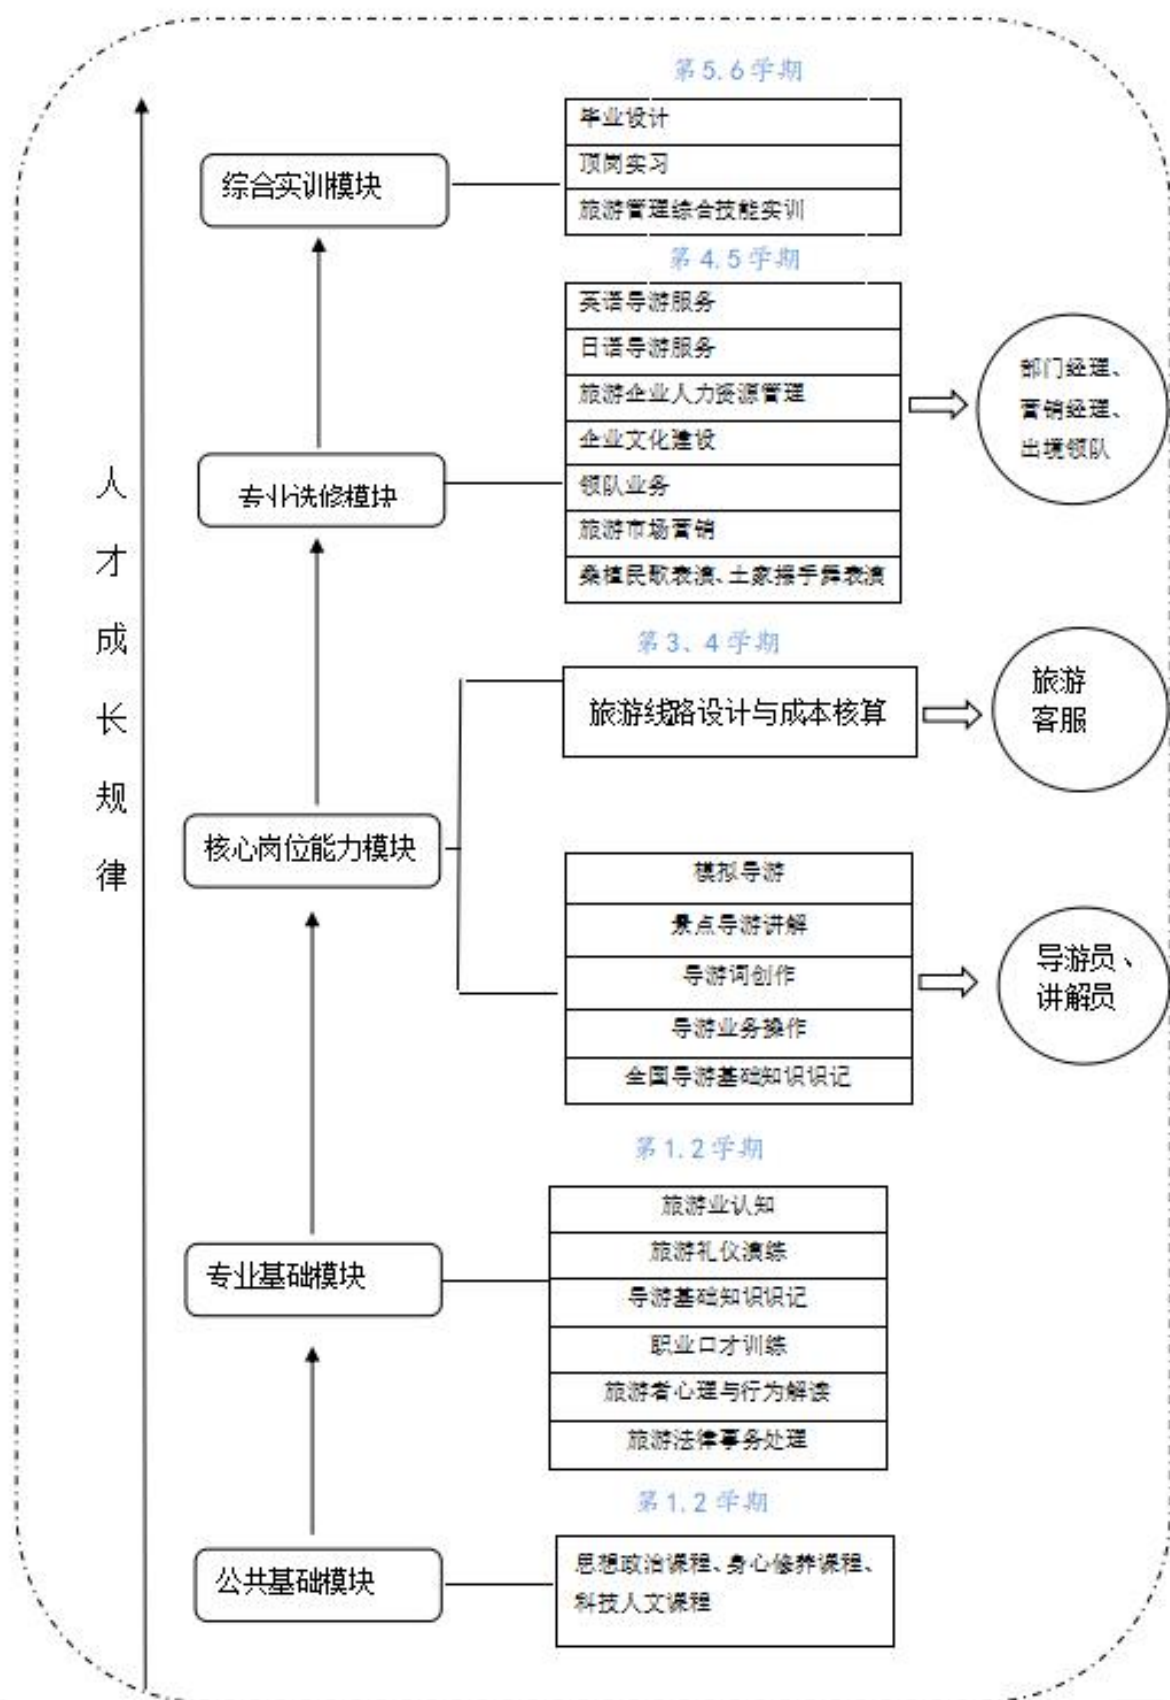 第5.6学期
毕业设计
顶岗实习
旅游管理综合技能实训
综合实训模块
第4.5学期
英语导游服务
日语导游服务
旅游企业人力资源管理
企业文化建设
领队业务
旅游市场营销
桑植民歌表演、土家摆手舞表演
专业选修模块
部门经理、
营销经理、
出境领队
人
才
成
长
规
律
第3、4学期
旅游线路设计与成本核算
旅游
客服
核心岗位能力模块
模拟导游
景点导游讲解
导游词创作
导游业务操作
全国导游基础知识识记
导游员、
讲解员
第1.2学期
旅游业认知
旅游礼仪演练
导游基础知识识记
职业口才训练
旅游者心理与行为解读
旅游法律事务处理
专业基础模块
第1.2学期
思想政治课程、身心修养课程、
科技人文课程
公共基础模块